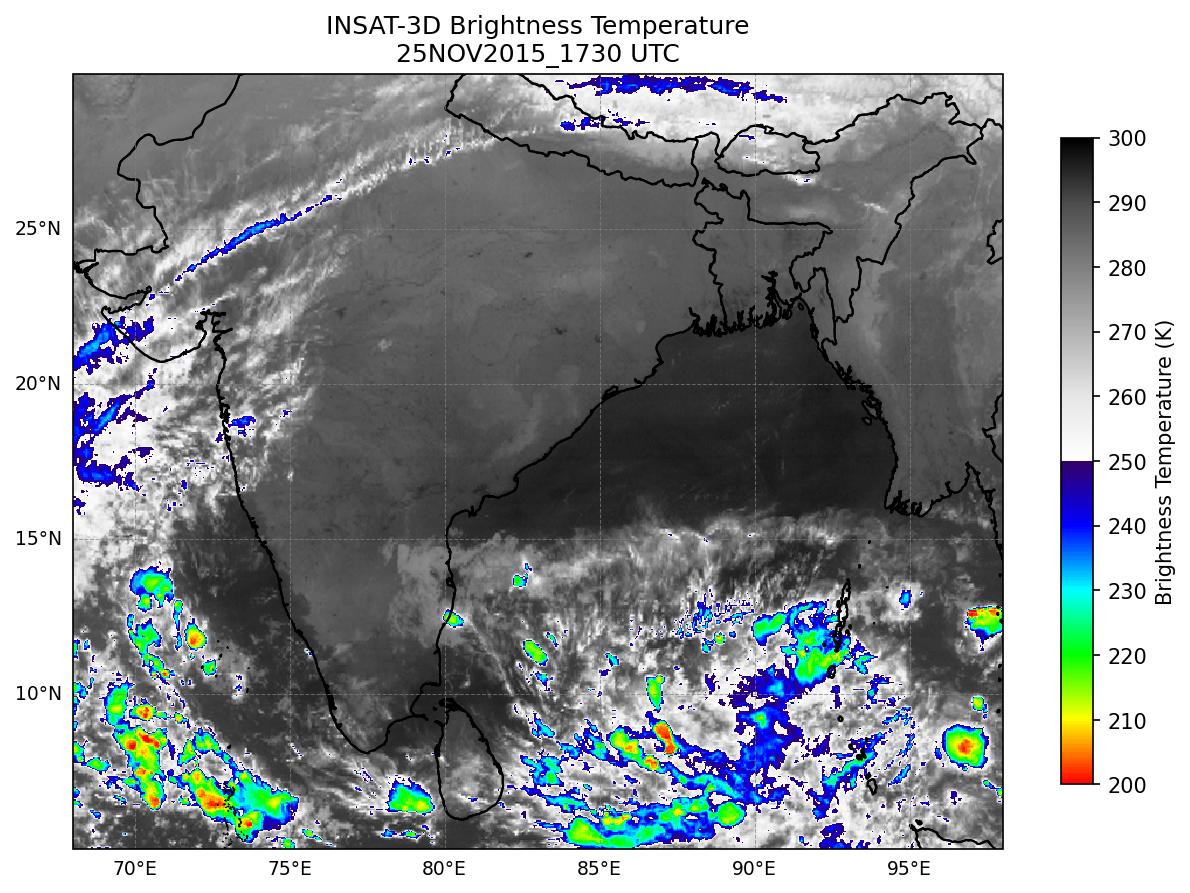 INSAT-3D Brightness Temperature
25NOV2015_1730 UTC
25°N
20°N
15°N
10°N
70°E
75°E
80°E
85°E
90°E
95°E
300
290
280
270
260
250
240
230
220
210
200
Brightness Temperature (K)